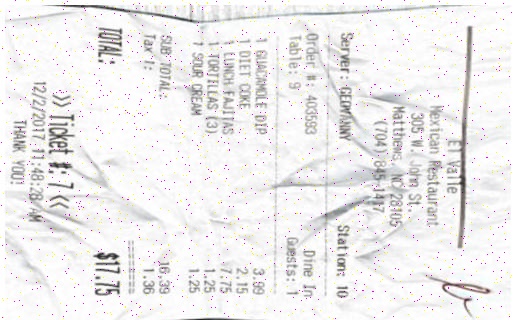 El Valle
Mexican Restaurant
305 W. John St.
Matthews, NC 28105
(704) 845-1447
Server: GERMANN Station: 10
Order #: 403583 Dine In
Table: 9 Guests: 1
1 GUACAMOLE DIP 3.99
1 DIET COKE 2.15
1 LUNCH FAJITAS 7.75
1 TORTILLAS (3) 1.25
1 SOUR CREAM 1.25
SUB TOTAL: 16.39
Tax 1: 1.36
TOTAL: $17.75
>> Ticket #: 7 <<
12/2/2017 11:48:28 AM
THANK YOU!